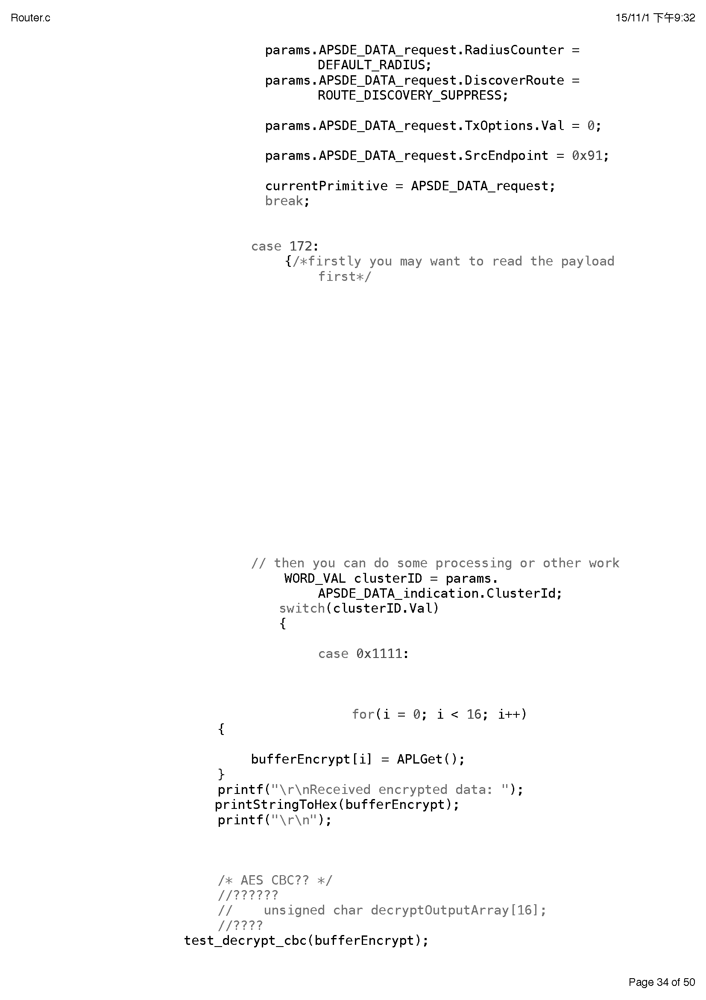 Router.c 15/11/1 下午9:32
params.APSDE_DATA_request.RadiusCounter =
DEFAULT_RADIUS;
params.APSDE_DATA_request.DiscoverRoute =
ROUTE_DISCOVERY_SUPPRESS;
params.APSDE_DATA_request.TxOptions.Val = 0;
params.APSDE_DATA_request.SrcEndpoint = 0x91;
currentPrimitive = APSDE_DATA_request;
break;
case 172:
{/*firstly you may want to read the payload
first*/
// then you can do some processing or other work
WORD_VAL clusterID = params.
APSDE_DATA_indication.ClusterId;
switch(clusterID.Val)
{
case 0x1111:
for(i = 0; i < 16; i++)
{
bufferEncrypt[i] = APLGet();
}
printf("\r\nReceived encrypted data: ");
printStringToHex(bufferEncrypt);
printf("\r\n");
/* AES CBC?? */
//??????
//    unsigned char decryptOutputArray[16];
//????
test_decrypt_cbc(bufferEncrypt);
Page 34 of 50